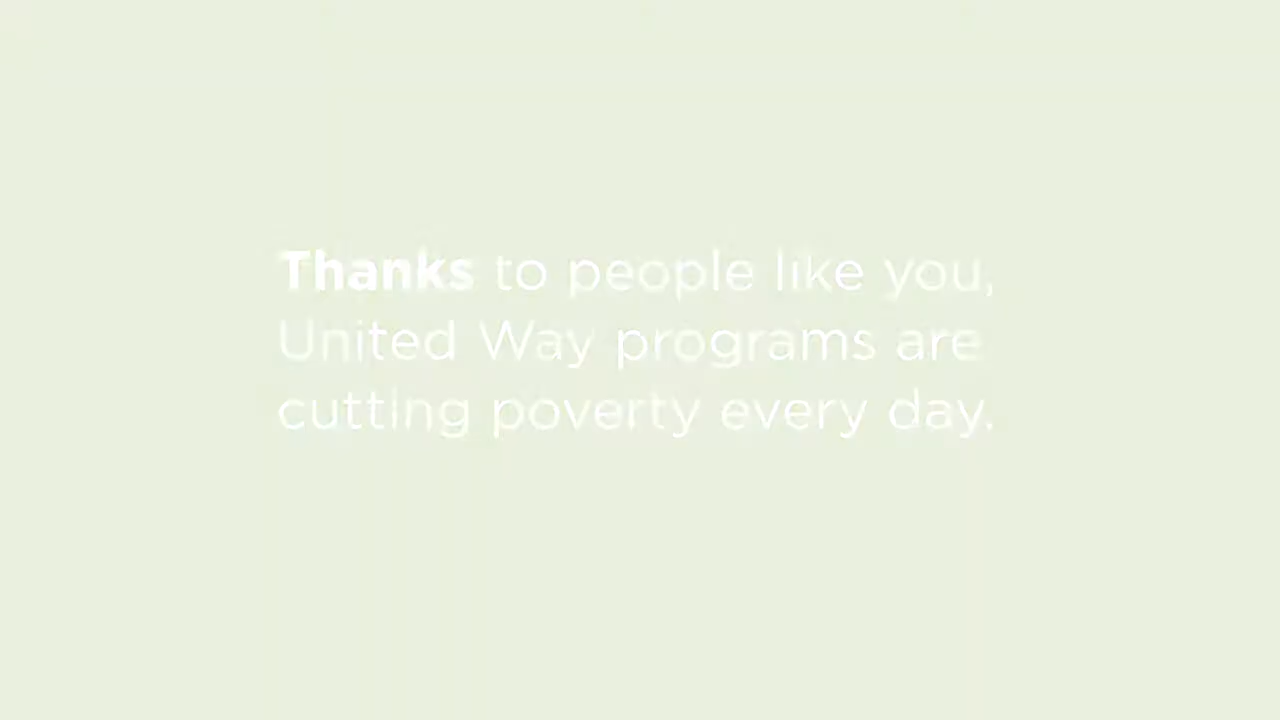 Thanks to people like you,
United Way programs are
cutting poverty every day.